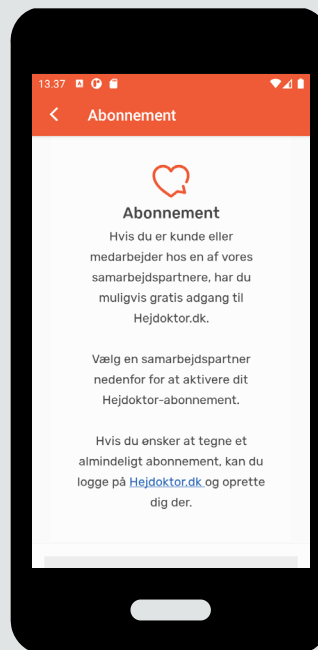 13.37
Abonnement
Abonnement
Hvis du er kunde eller
medarbejder hos en af vores
samarbejdspartnere, har du
muligvis gratis adgang til
Hejdoktor.dk.
Vælg en samarbejdspartner
nedenfor for at aktivere dit
Hejdoktor-abonnement.
Hvis du ønsker at tegne et
almindeligt abonnement, kan du
logge på Hejdoktor.dk og oprette
dig der.